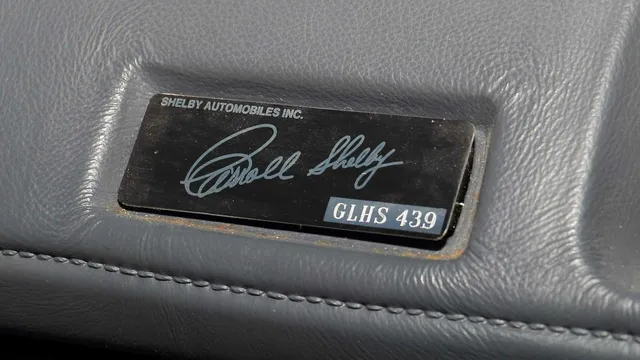 SHELBY AUTOMOBILES INC.
Carroll Shelby
GLHS 439